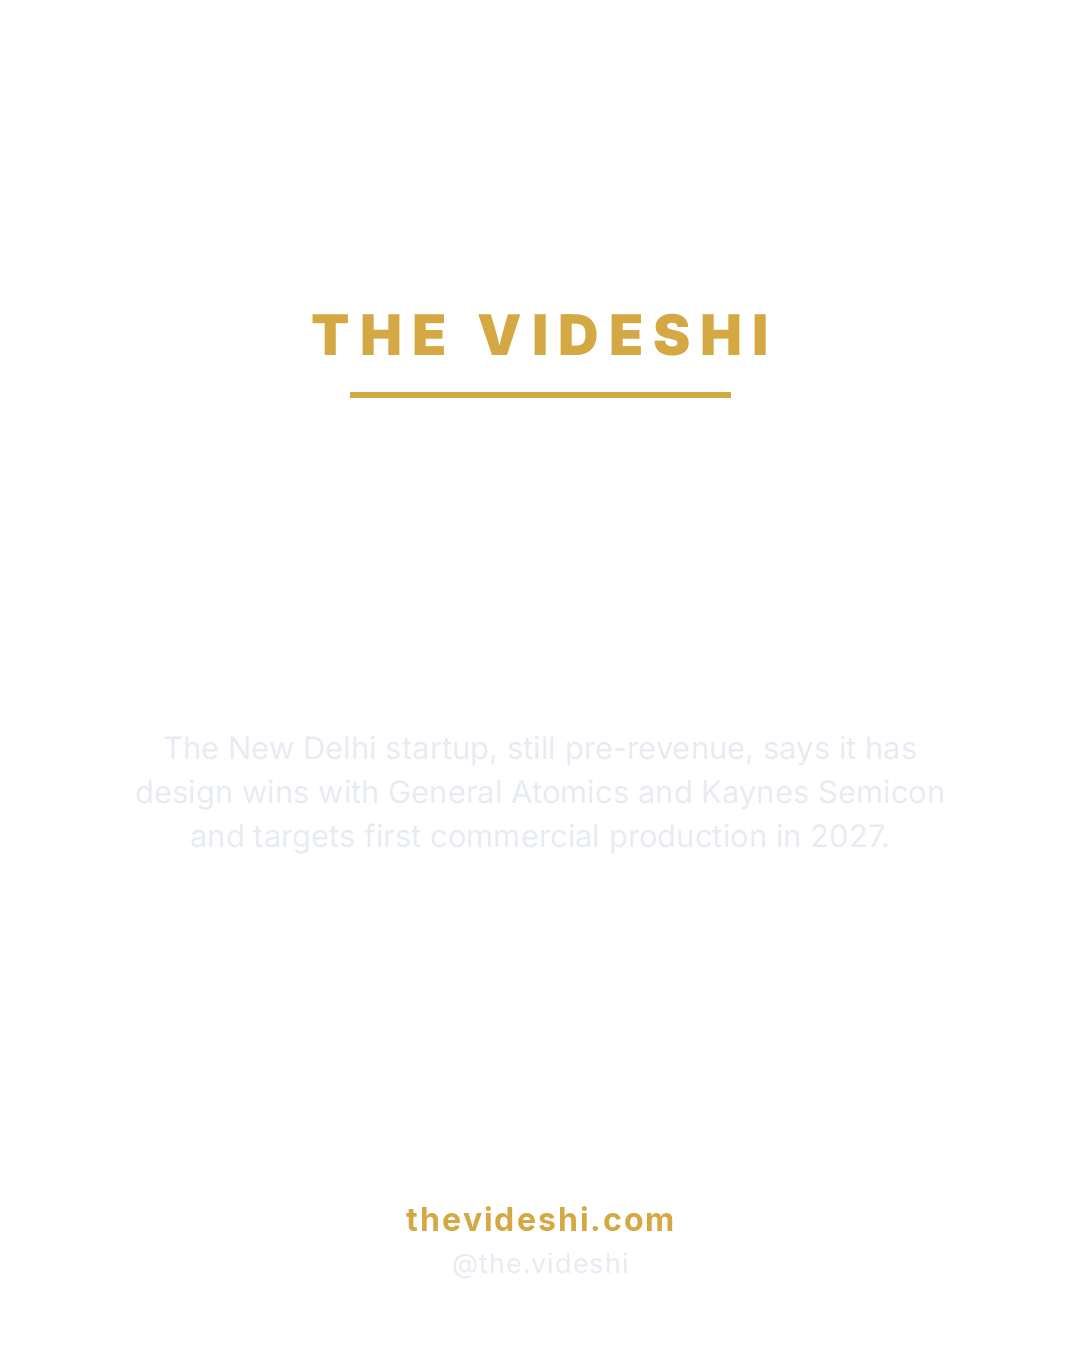 THE VIDESHI
The New Delhi startup, still pre-revenue, says it has
design wins with General Atomics and Kaynes Semicon
and targets first commercial production in 2027.
thevideshi.com
@the.videshi